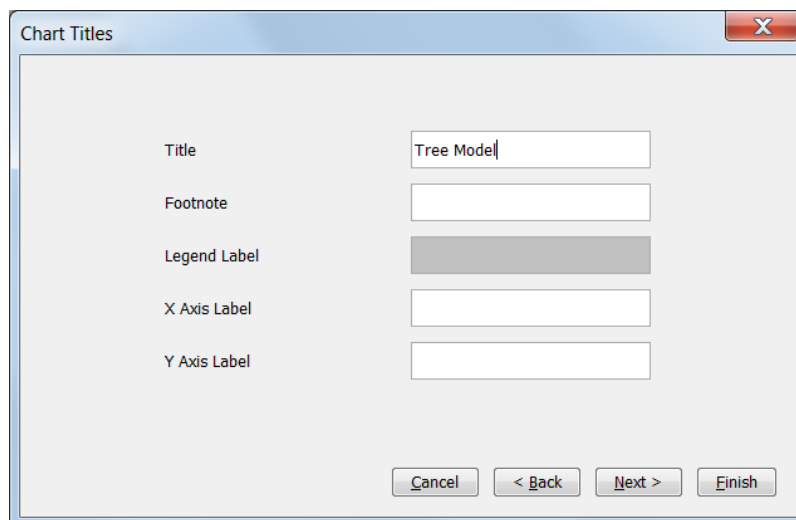 Chart Titles
Title
Tree Model
Footnote
Legend Label
X Axis Label
Y Axis Label
Cancel
< Back
Next >
Finish